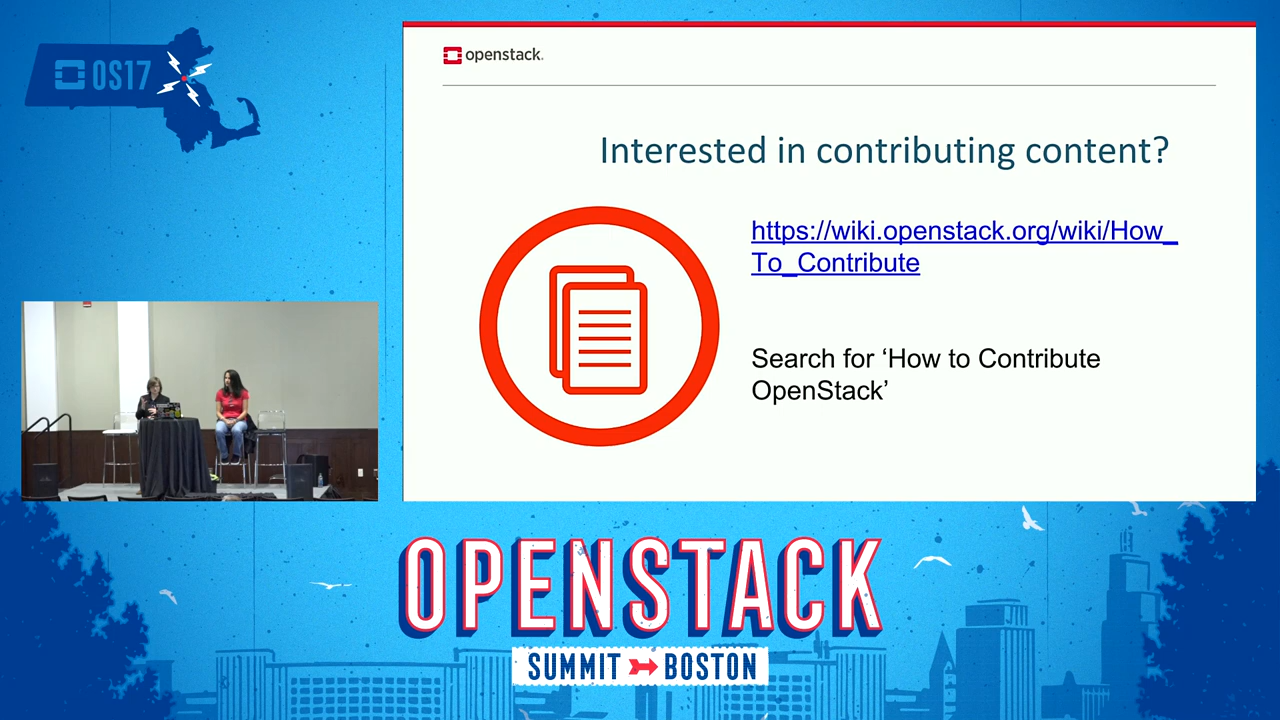 OS17
openstack.
Interested in contributing content?
https://wiki.openstack.org/wiki/How_
To_Contribute
Search for ‘How to Contribute
OpenStack’
OPENSTACK
SUMMIT BOSTON